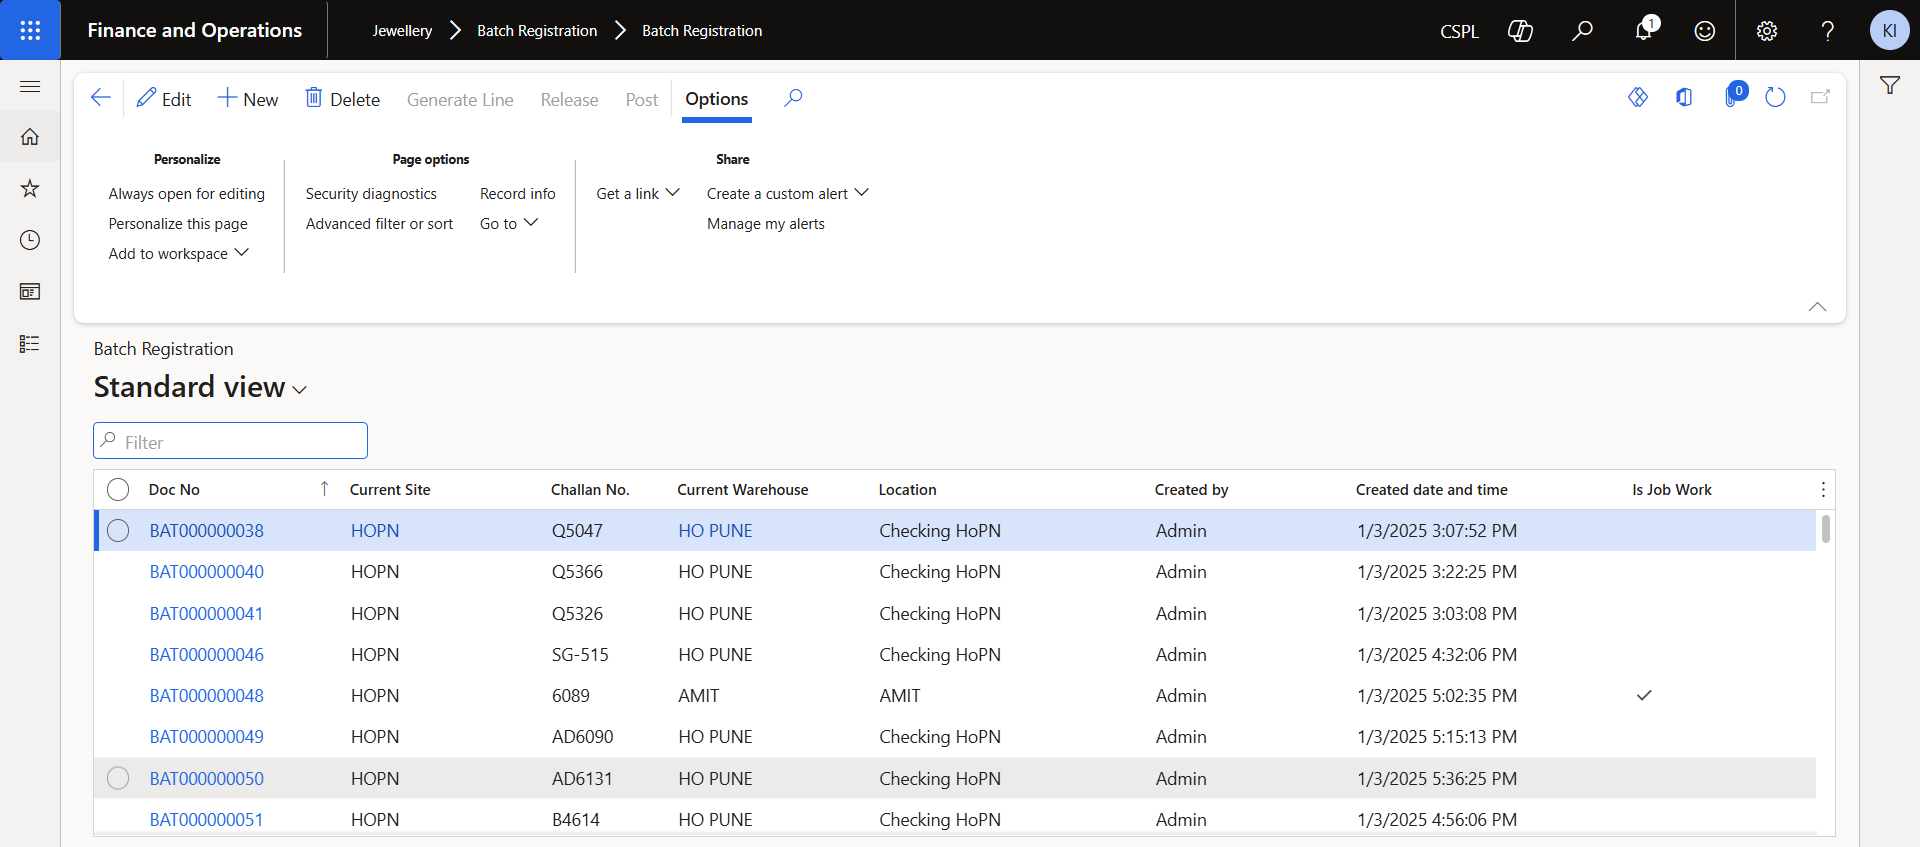 Finance and Operations
Jewellery Batch Registration Batch Registration
CSPL 1 KI
Edit New Delete Generate Line Release Post Options 0
Personalize Page options Share
Always open for editing Security diagnostics Record info Get a link Create a custom alert
Personalize this page Advanced filter or sort Go to Manage my alerts
Add to workspace
Batch Registration
Standard view
Filter
Doc No Current Site Challan No. Current Warehouse Location Created by Created date and time Is Job Work
BAT000000038 HOPN Q5047 HO PUNE Checking HoPN Admin 1/3/2025 3:07:52 PM
BAT000000040 HOPN Q5366 HO PUNE Checking HoPN Admin 1/3/2025 3:22:25 PM
BAT000000041 HOPN Q5326 HO PUNE Checking HoPN Admin 1/3/2025 3:03:08 PM
BAT000000046 HOPN SG-515 HO PUNE Checking HoPN Admin 1/3/2025 4:32:06 PM
BAT000000048 HOPN 6089 AMIT AMIT Admin 1/3/2025 5:02:35 PM
BAT000000049 HOPN AD6090 HO PUNE Checking HoPN Admin 1/3/2025 5:15:13 PM
BAT000000050 HOPN AD6131 HO PUNE Checking HoPN Admin 1/3/2025 5:36:25 PM
BAT000000051 HOPN B4614 HO PUNE Checking HoPN Admin 1/3/2025 4:56:06 PM